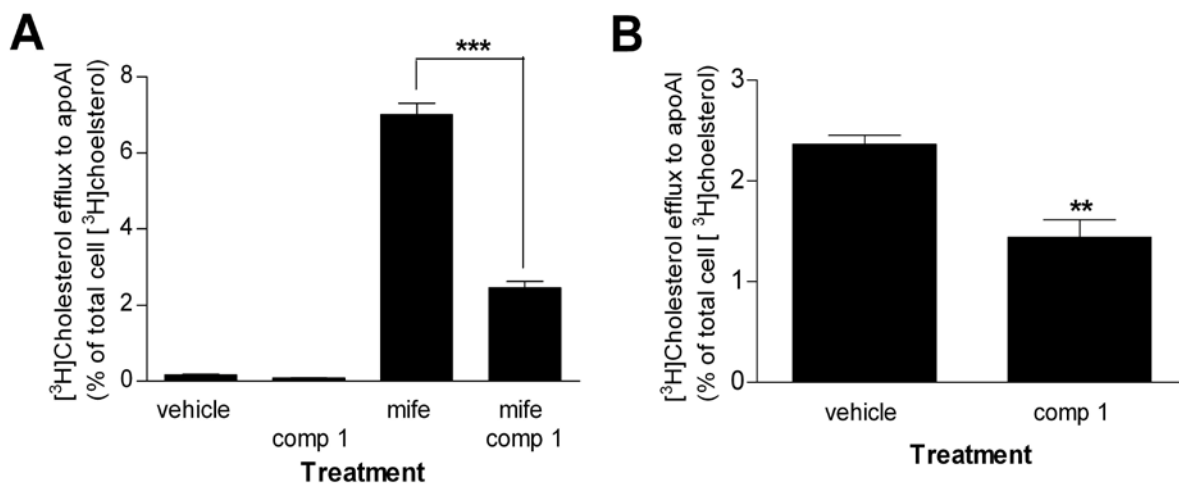 A
[³H]Cholesterol efflux to apoAI
(% of total cell [³H]choelsterol)
***
8
6
4
2
0
vehicle
comp 1
mife
mife
comp 1
Treatment
B
[³H]Cholesterol efflux to apoAI
(% of total cell [³H]choelsterol)
3
2
1
0
**
vehicle
comp 1
Treatment